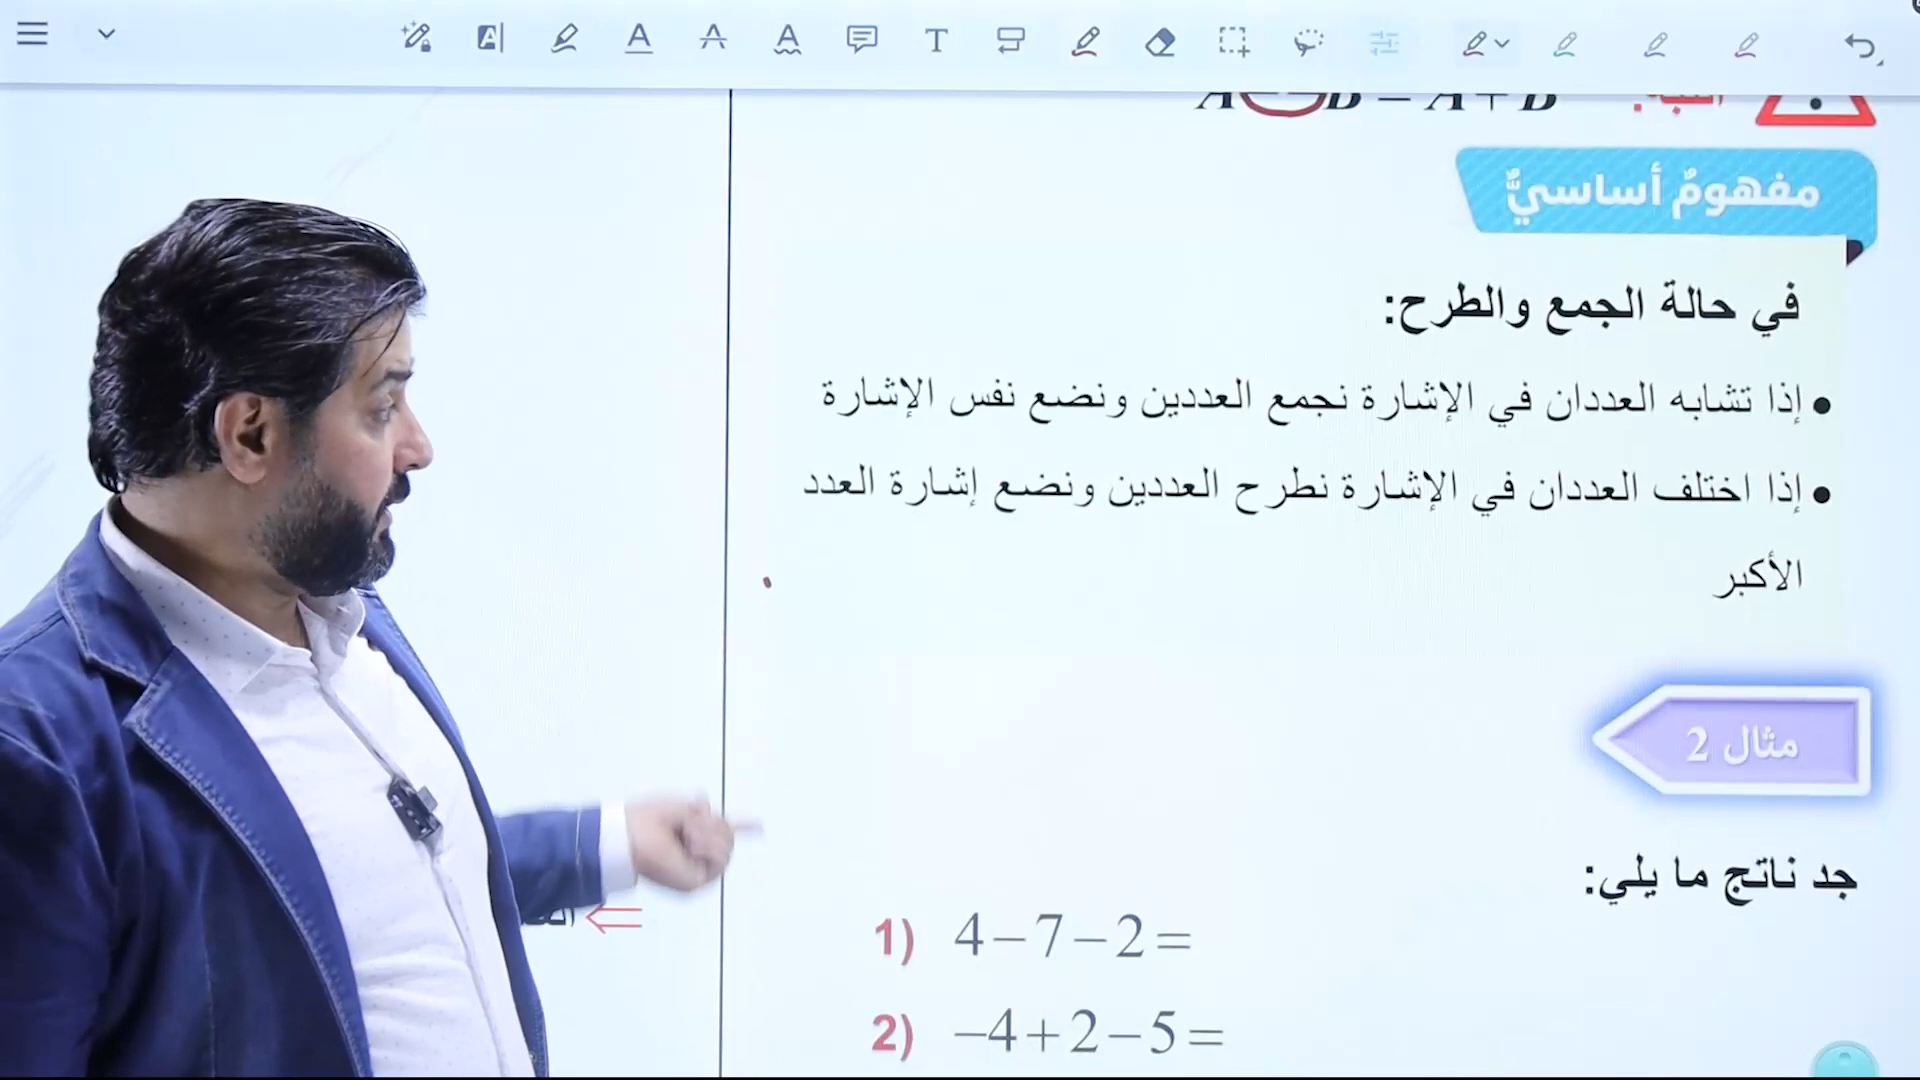 انتبه:
A − − B = A + B
مفهومٌ أساسيٌّ
في حالة الجمع والطرح:
• إذا تشابه العددان في الإشارة نجمع العددين ونضع نفس الإشارة
• إذا اختلف العددان في الإشارة نطرح العددين ونضع إشارة العدد
الأكبر
مثال 2
جد ناتج ما يلي:
1) 4−7−2=
2) −4+2−5=